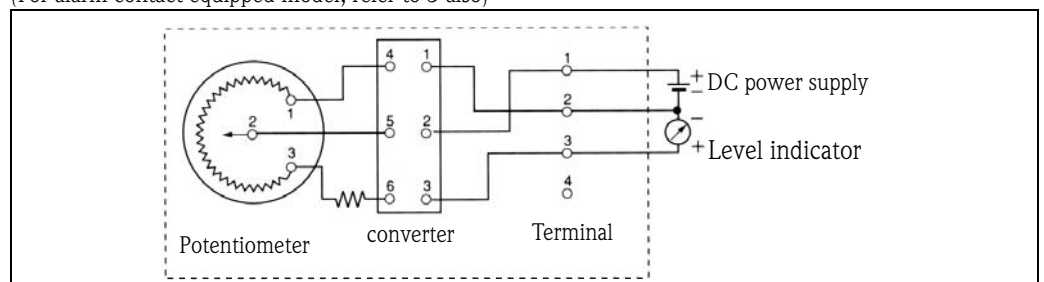 (For alarm contact equipped model, refer to 3 also)
4 1 1
+
−
DC power supply
1
2
2
5 2
−
3
3
+
Level indicator
4
6 3
Potentiometer
converter
Terminal